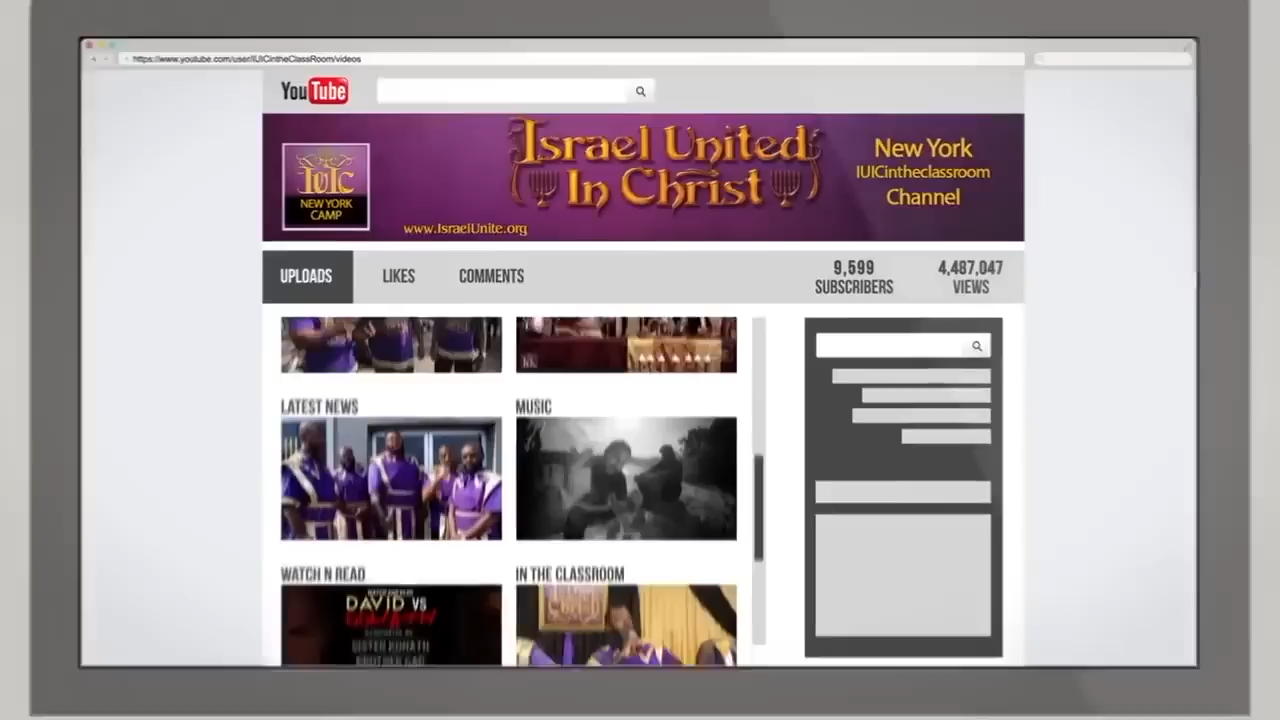 https://www.youtube.com/user/IUICintheClassRoom/videos
YouTube
Israel United
In Christ
IUIC
NEW YORK
CAMP
www.IsraelUnite.org
New York
IUICintheclassroom
Channel
UPLOADS
LIKES
COMMENTS
9,599
SUBSCRIBERS
4,487,047
VIEWS
LATEST NEWS
MUSIC
WATCH N READ
IN THE CLASSROOM
DAVID VS